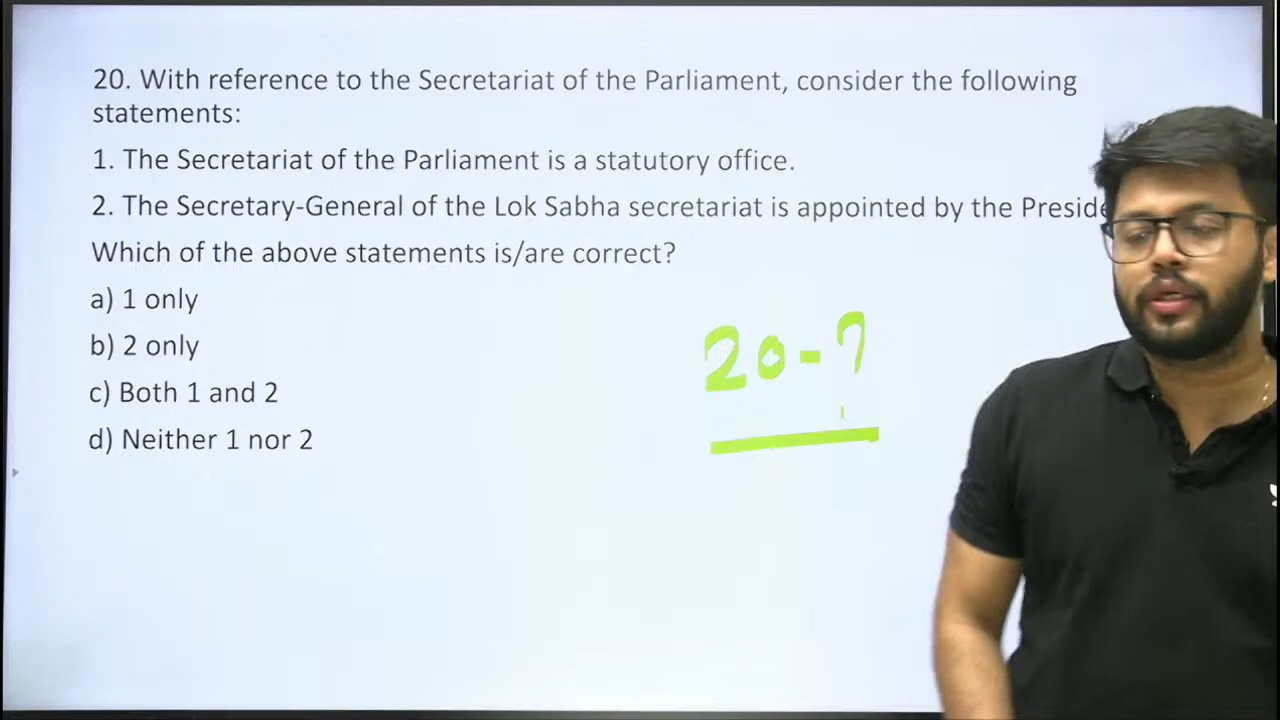 20. With reference to the Secretariat of the Parliament, consider the following
statements:
1. The Secretariat of the Parliament is a statutory office.
2. The Secretary-General of the Lok Sabha secretariat is appointed by the
Which of the above statements is/are correct?
a) 1 only
b) 2 only
c) Both 1 and 2
d) Neither 1 nor 2
20-?